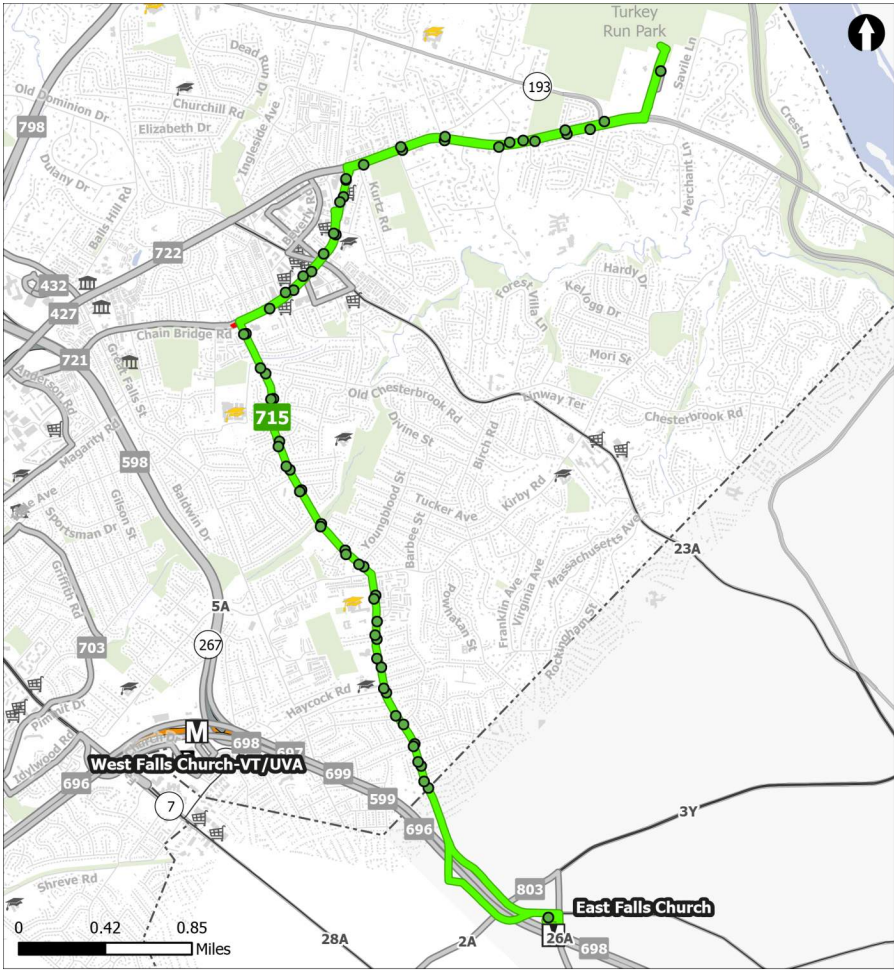 Turkey
Run Park
193
Savile Ln
Dead
Run Dr
Old Dominion Dr
Churchill Rd
Elizabeth Dr
Ingleside Ave
798
Crest Ln
Dulany Dr
Merchant Ln
Kurtz Rd
Balls Hill Rd
Beverly Rd
722
432
427
Hardy Dr
Forest
Villa
Ln
Kellogg Dr
Chain Bridge Rd
721
Mori St
Anderson Rd
Great Falls St
Old Chesterbrook Rd
Linway Ter
Chesterbrook Rd
715
Magarity Rd
Divine St
Birch Rd
598
Kirby Rd
Youngblood St
Tucker Ave
Gilson St
Baldwin Dr
Sportsman Dr
Barbee St
Massachusetts Ave
23A
Griffith Rd
Franklin Ave
Virginia Ave
Powhatan St
5A
Rockingham St
267
703
Haycock Rd
Pimmit Dr
M
698
697
Idylwood Rd
West Falls Church-VT/UVA
699
696
599
7
3Y
696
Shreve Rd
803
East Falls Church
0 0.42 0.85
Miles
28A
2A
26A
698